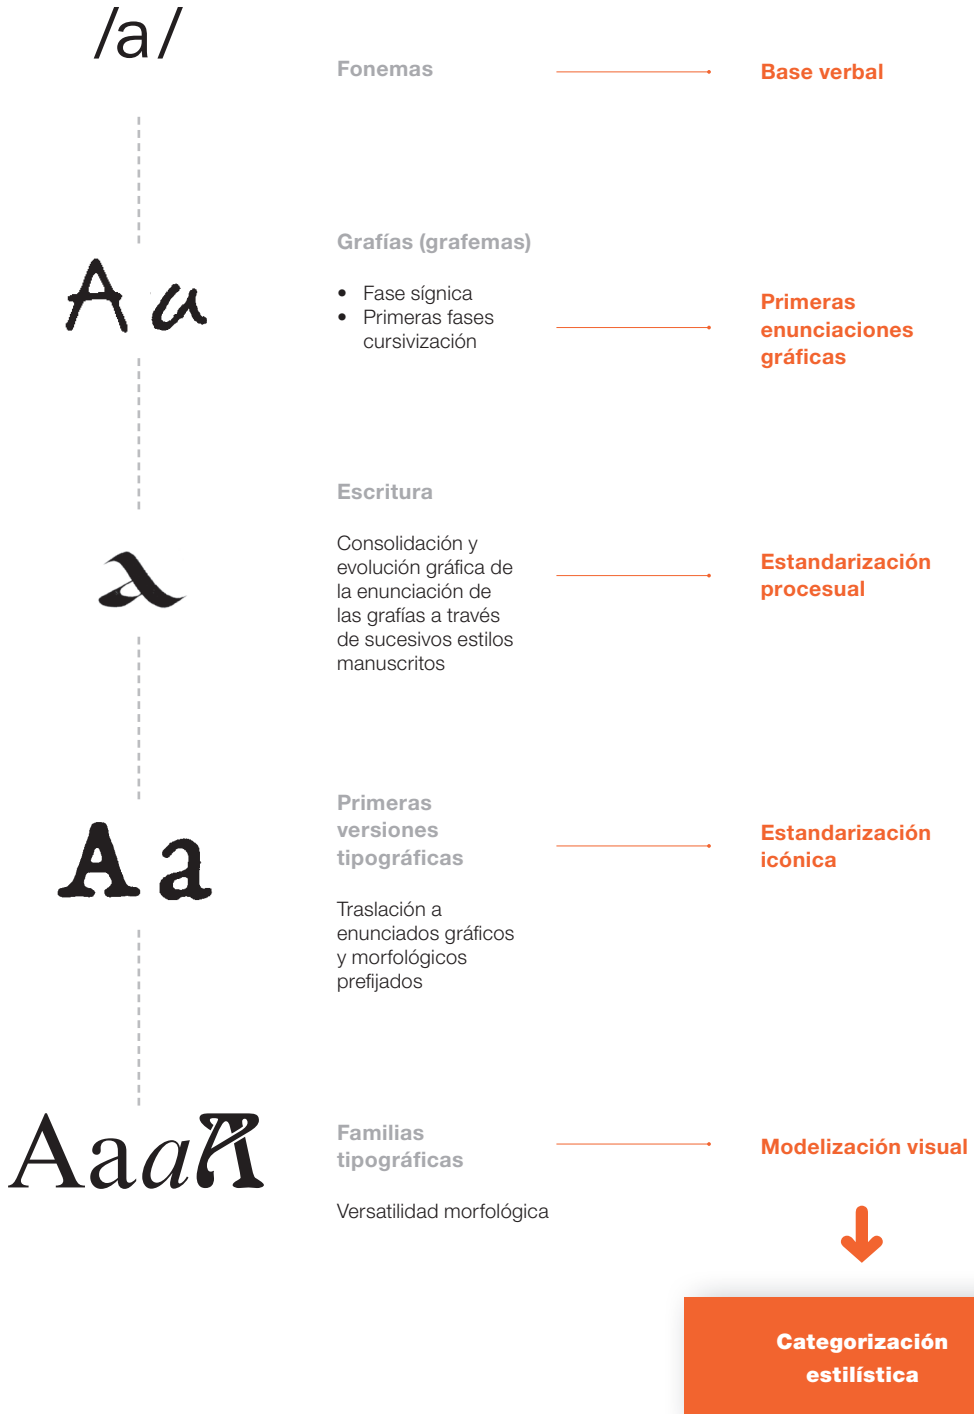 /a/
Fonemas
Base verbal
A a
Grafías (grafemas)
• Fase sígnica
• Primeras fases
cursivización
Primeras
enunciaciones
gráficas
a
Escritura
Consolidación y
evolución gráfica de
la enunciación de
las grafías a través
de sucesivos estilos
manuscritos
Estandarización
procesual
A a
Primeras
versiones
tipográficas
Traslación a
enunciados gráficos
y morfológicos
prefijados
Estandarización
icónica
AaaA
Familias
tipográficas
Versatilidad morfológica
Modelización visual
Categorización
estilística